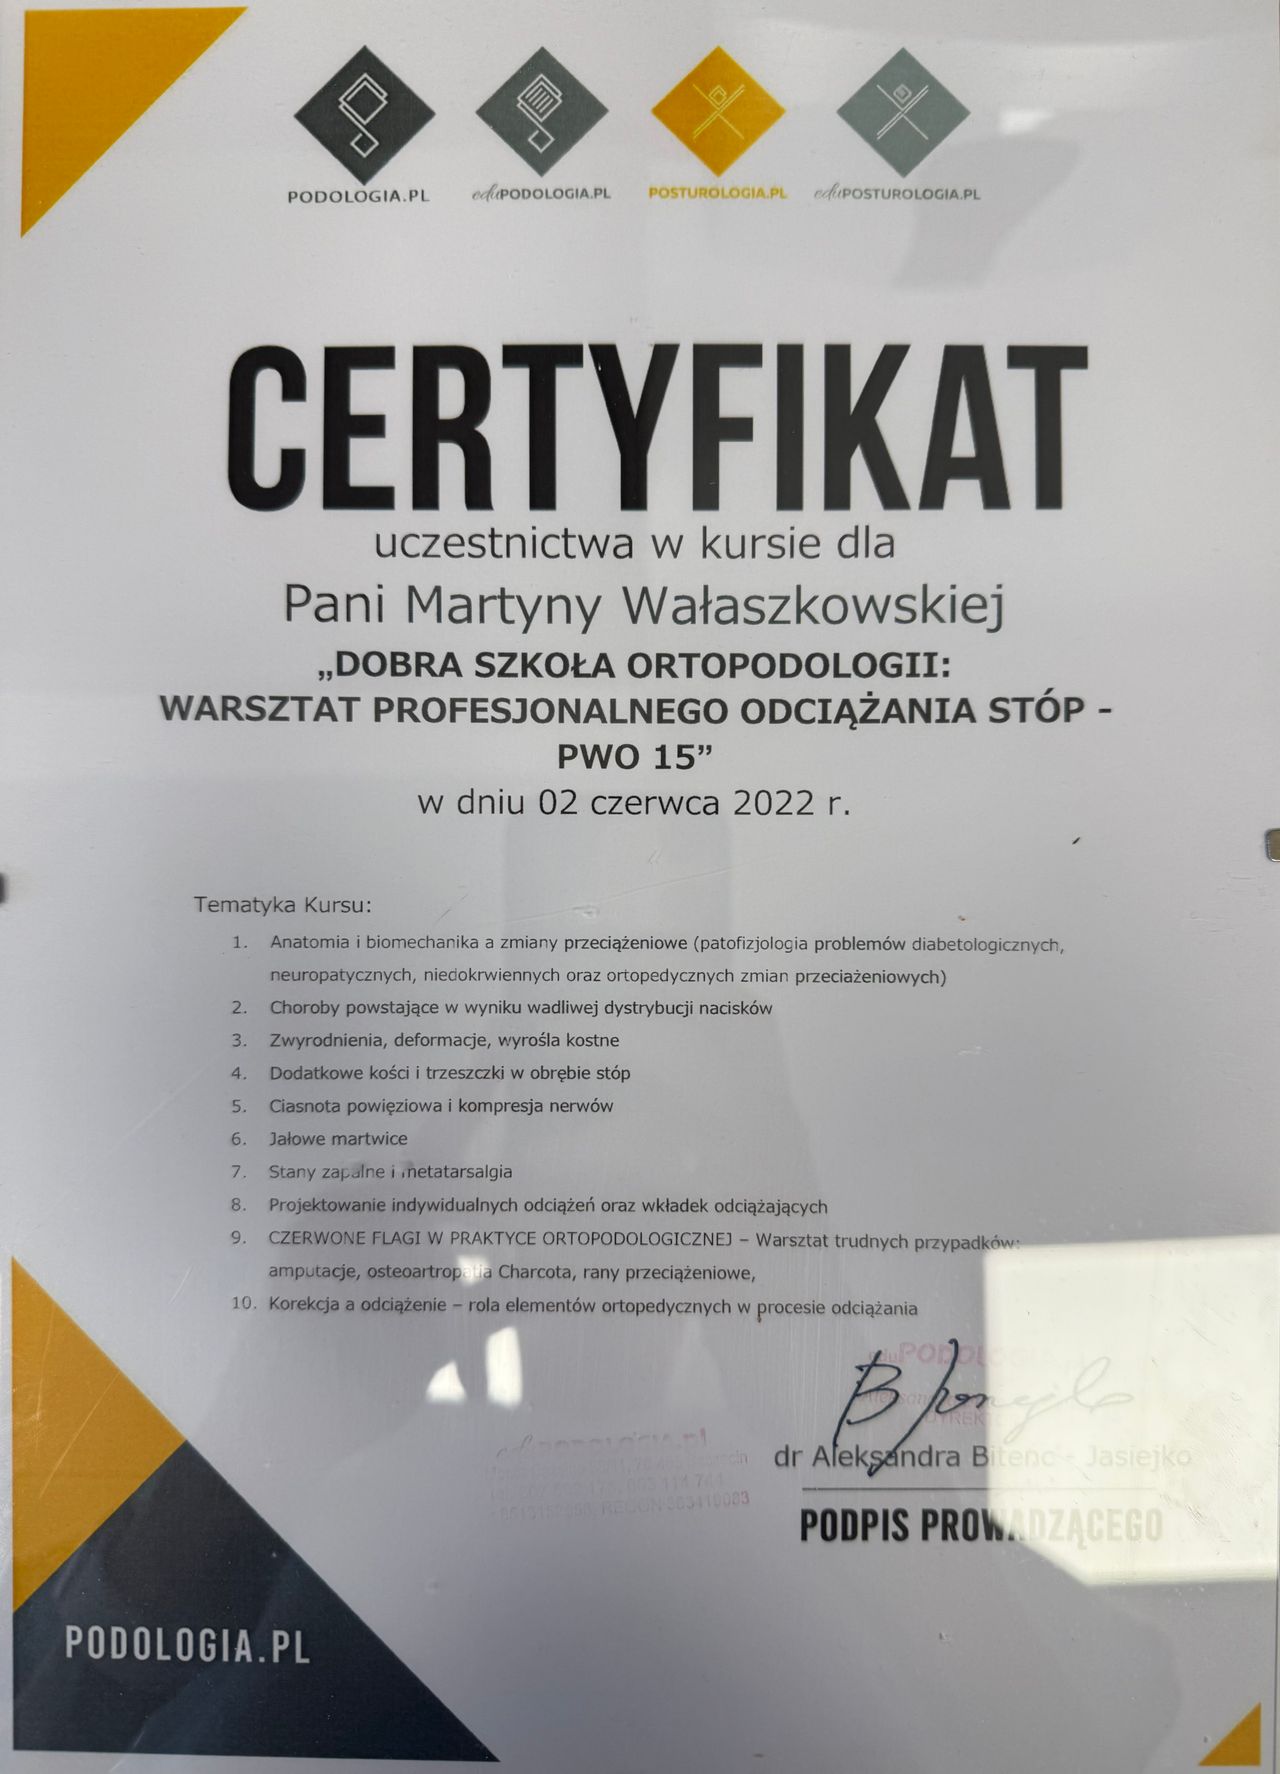 PODOLOGIA.PL
eduPODOLOGIA.PL
POSTUROLOGIA.PL
eduPOSTUROLOGIA.PL
CERTYFIKAT
uczestnictwa w kursie dla
Pani Martyny Wałaszkowskiej
„DOBRA SZKOŁA ORTOPODOLOGII:
WARSZTAT PROFESJONALNEGO ODCIĄŻANIA STÓP -
PWO 15”
w dniu 02 czerwca 2022 r.
Tematyka Kursu:
1. Anatomia i biomechanika a zmiany przeciążeniowe (patofizjologia problemów diabetologicznych,
neuropatycznych, niedokrwiennych oraz ortopedycznych zmian przeciażeniowych)
2. Choroby powstające w wyniku wadliwej dystrybucji nacisków
3. Zwyrodnienia, deformacje, wyrośla kostne
4. Dodatkowe kości i trzeszczki w obrębie stóp
5. Ciasnota powięziowa i kompresja nerwów
6. Jałowe martwice
7. Stany zapalne i metatarsalgia
8. Projektowanie indywidualnych odciążeń oraz wkładek odciążających
9. CZERWONE FLAGI W PRAKTYCE ORTOPODOLOGICZNEJ – Warsztat trudnych przypadków:
amputacje, osteoartropatia Charcota, rany przeciążeniowe,
10. Korekcja a odciążenie – rola elementów ortopedycznych w procesie odciążania
eduPODOLOGIA
dr Aleksandra Bitenc - Jasiejko
PODPIS PROWADZĄCEGO
PODOLOGIA.PL